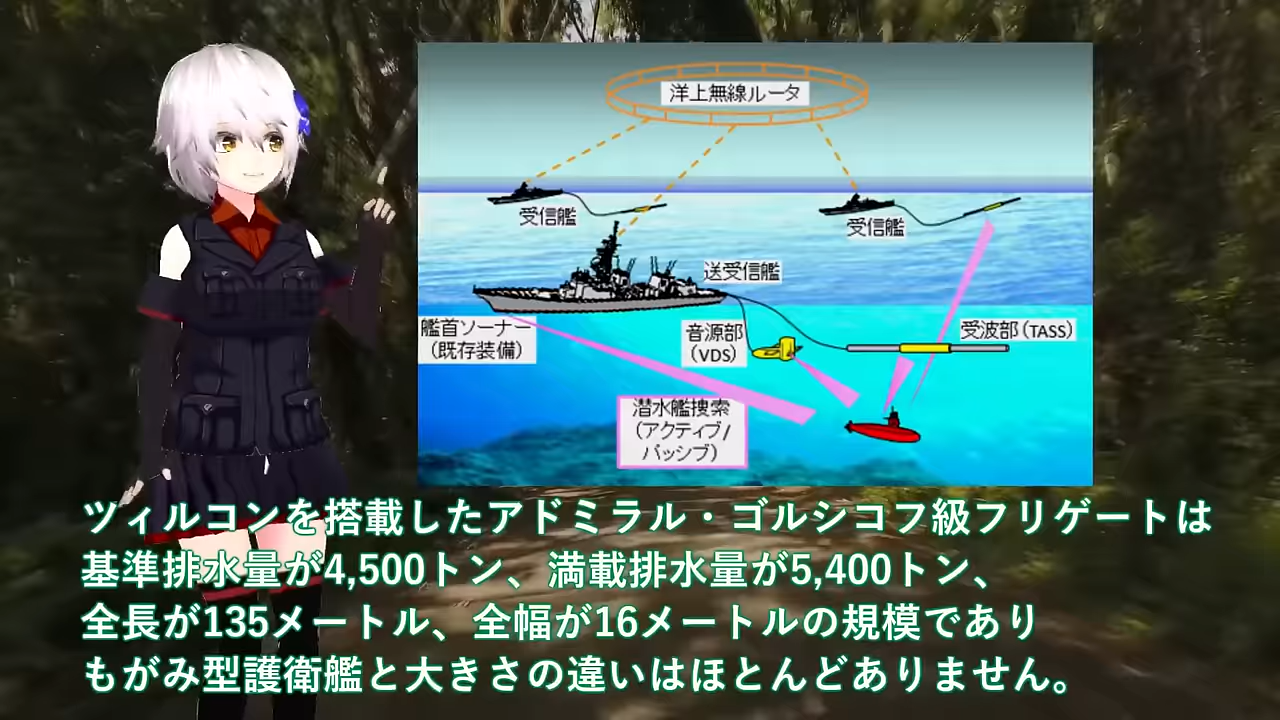 洋上無線ルータ
受信艦
受信艦
送受信艦
艦首ソーナー
（既存装備）
音源部
（VDS）
受波部（TASS）
潜水艦捜索
（アクティブ/
パッシブ）
ツィルコンを搭載したアドミラル・ゴルシコフ級フリゲートは
基準排水量が4,500トン、満載排水量が5,400トン、
全長が135メートル、全幅が16メートルの規模であり
もがみ型護衛艦と大きさの違いはほとんどありません。